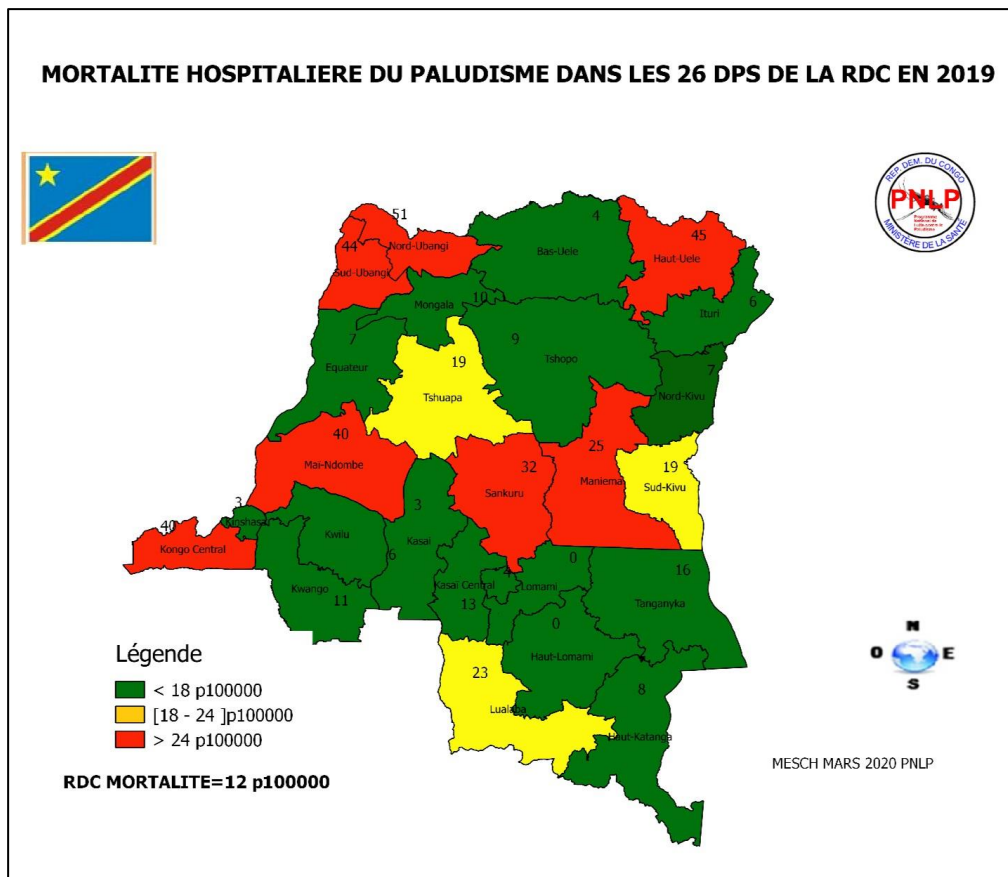 MORTALITE HOSPITALIERE DU PALUDISME DANS LES 26 DPS DE LA RDC EN 2019
REP. DEM. DU CONGO
PNLP
MINISTERE DE LA SANTE
51
Nord-Ubangi
44
Sud-Ubangi
4
Bas-Uele
45
Haut-Uele
10
Mongala
6
Ituri
7
Equateur
19
Tshuapa
9
Tshopo
7
Nord-Kivu
40
Mai-Ndombe
32
Sankuru
25
Maniema
19
Sud-Kivu
3
Kinshasa
40
Kongo Central
Kwilu
6
3
Kasai
Kwango
11
Kasai Central
13
4
0
Lomami
16
Tanganyka
0
Haut-Lomami
23
Lualaba
8
Haut-Katanga
N
O
E
S
Légende
< 18 p100000
[18 - 24 ]p100000
> 24 p100000
RDC MORTALITE=12 p100000
MESCH MARS 2020 PNLP